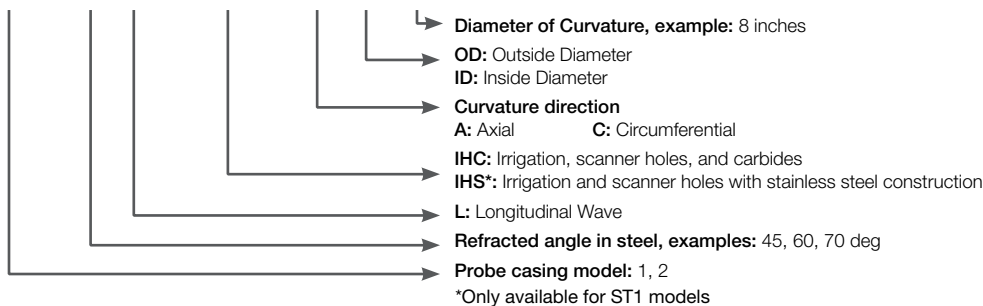 Diameter of Curvature, example: 8 inches
OD: Outside Diameter
ID: Inside Diameter
Curvature direction
A: Axial C: Circumferential
IHC: Irrigation, scanner holes, and carbides
IHS*: Irrigation and scanner holes with stainless steel construction
L: Longitudinal Wave
Refracted angle in steel, examples: 45, 60, 70 deg
Probe casing model: 1, 2
*Only available for ST1 models